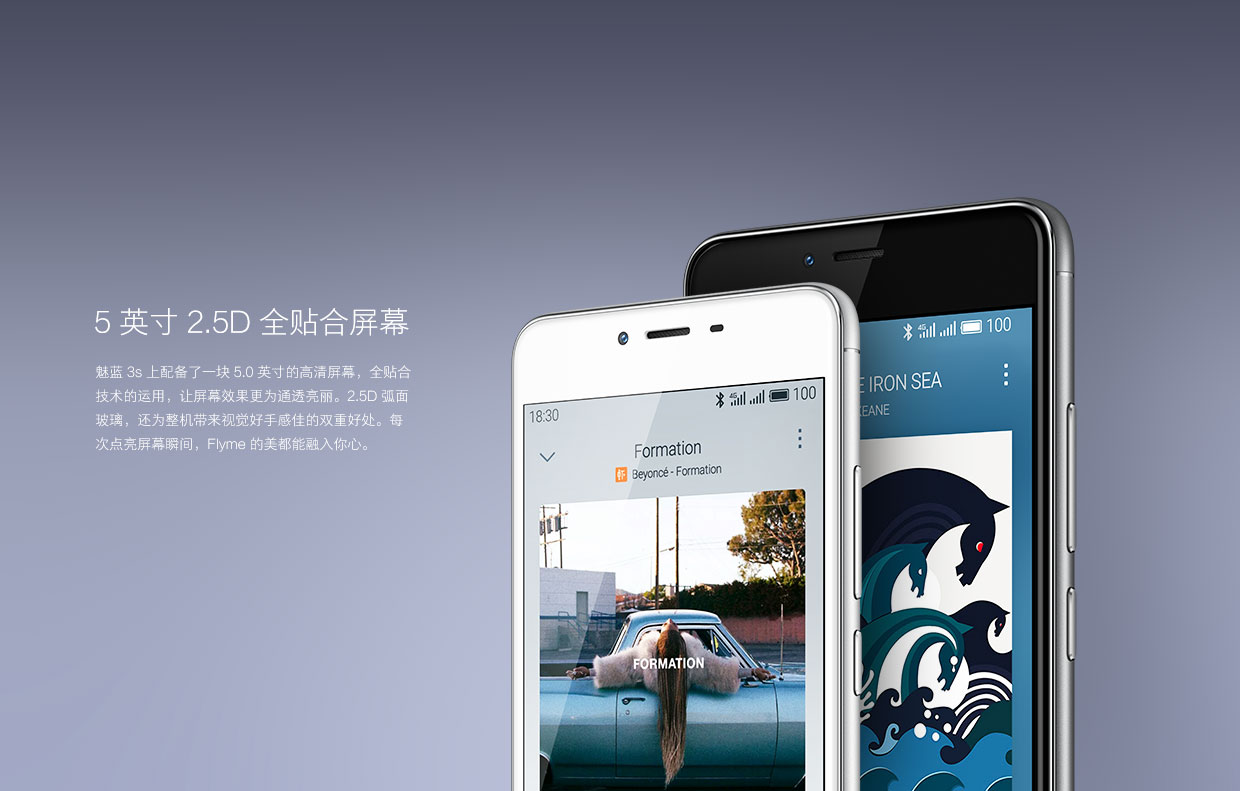 5 英寸 2.5D 全贴合屏幕
魅蓝 3s 上配备了一块 5.0 英寸的高清屏幕，全贴合
技术的运用，让屏幕效果更为通透亮丽。2.5D 弧面
玻璃，还为整机带来视觉好手感佳的双重好处。每
次点亮屏幕瞬间，Flyme 的美都能融入你心。
18:30
4G
100
Formation
Beyoncé - Formation
FORMATION
4G
100
E IRON SEA
KEANE